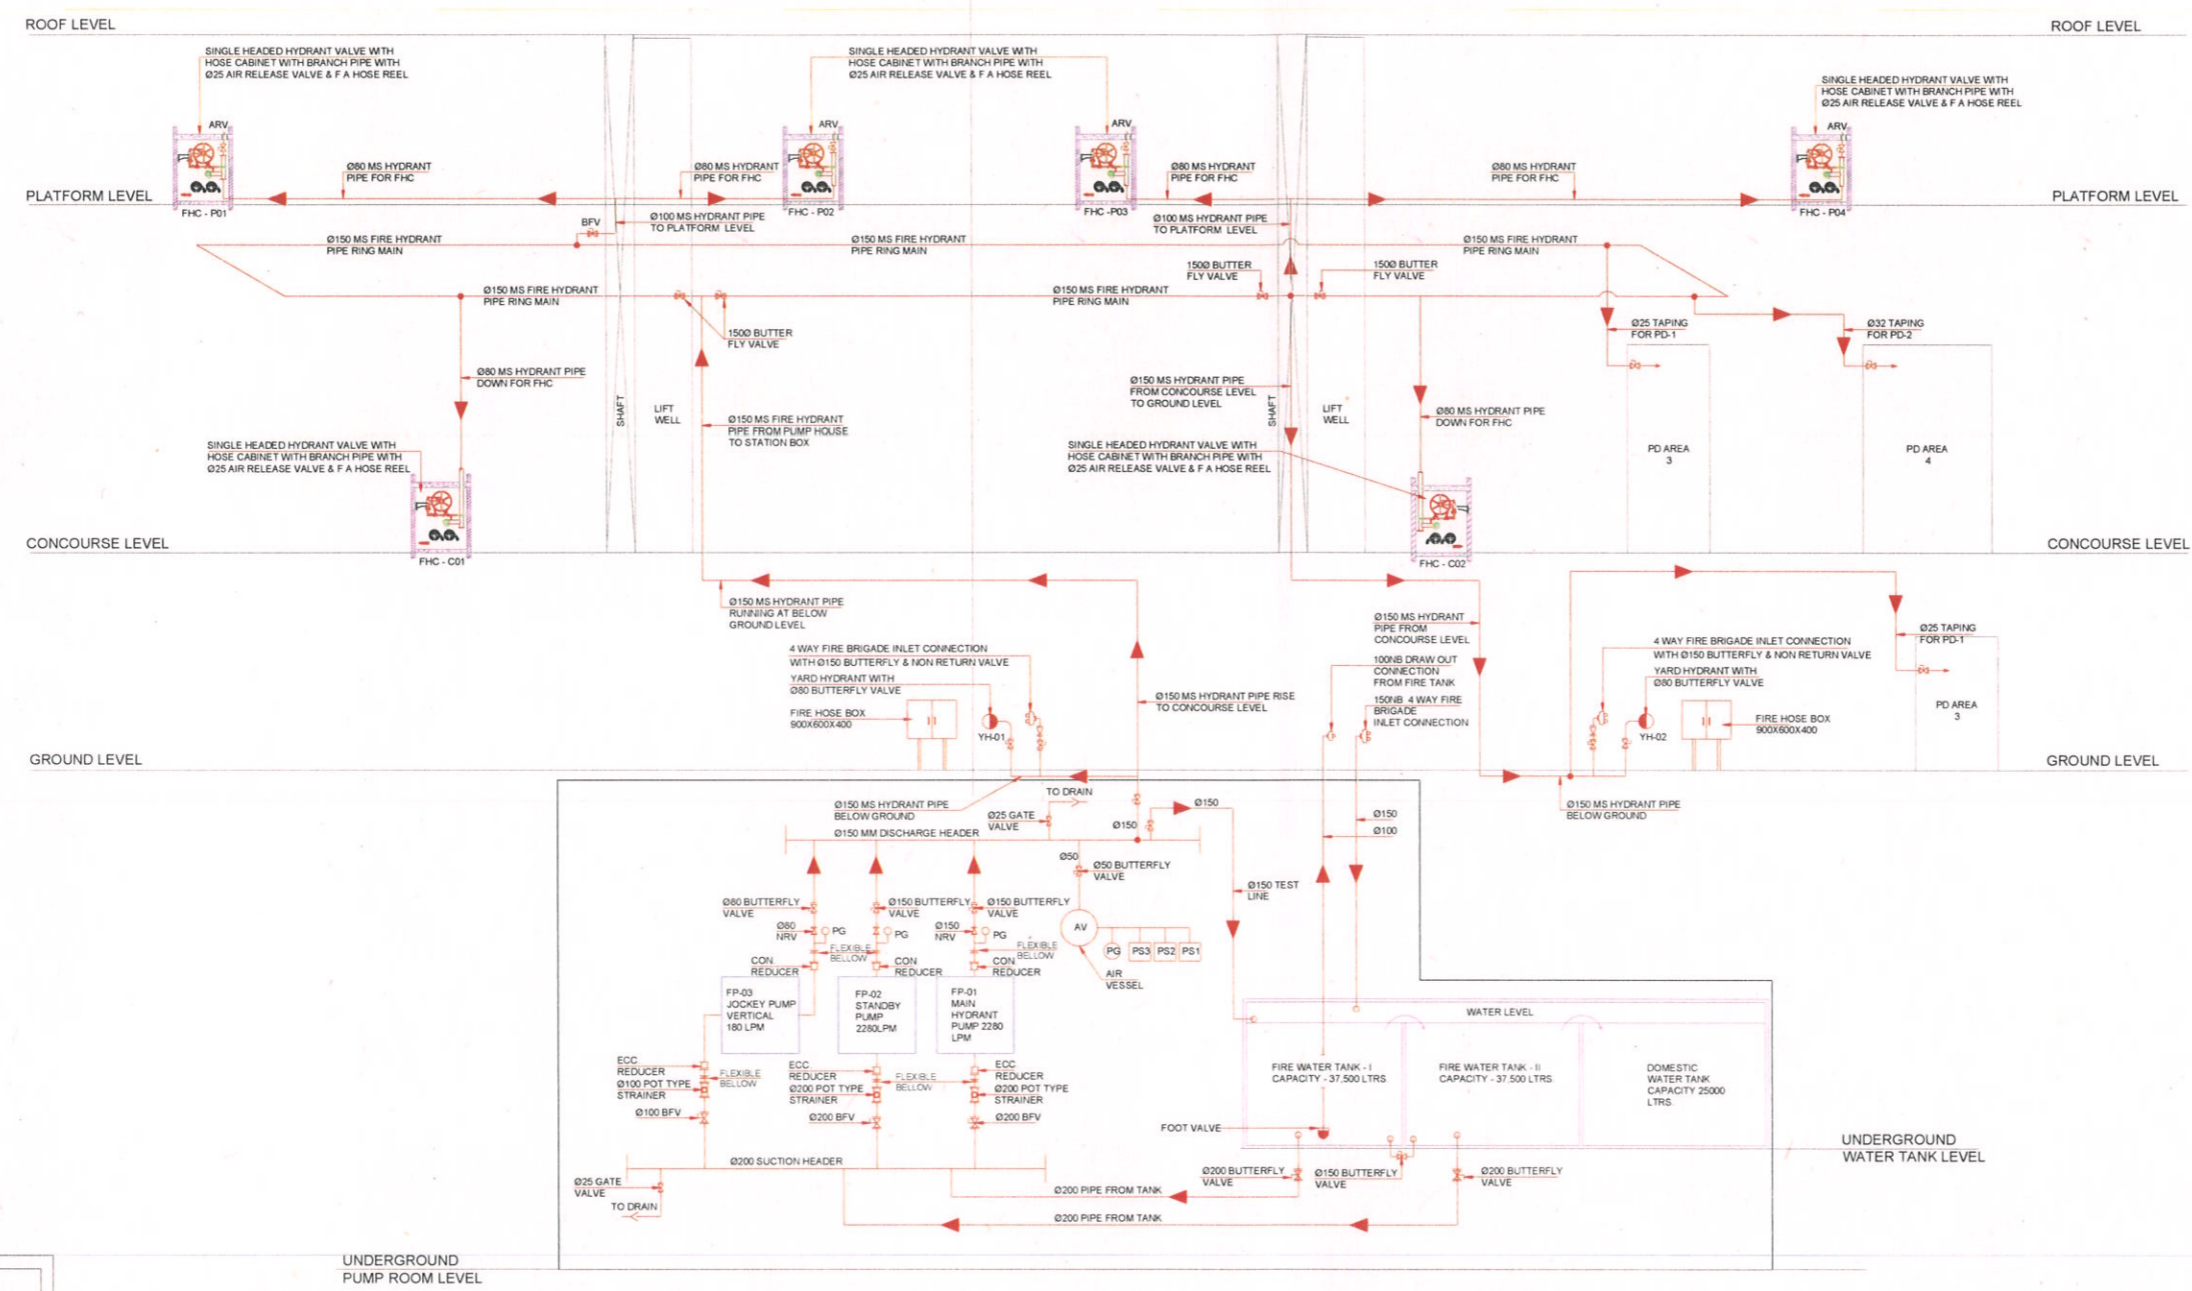 ROOF LEVEL
ROOF LEVEL
SINGLE HEADED HYDRANT VALVE WITH
HOSE CABINET WITH BRANCH PIPE WITH
Ø25 AIR RELEASE VALVE & F A HOSE REEL
SINGLE HEADED HYDRANT VALVE WITH
HOSE CABINET WITH BRANCH PIPE WITH
Ø25 AIR RELEASE VALVE & F A HOSE REEL
SINGLE HEADED HYDRANT VALVE WITH
HOSE CABINET WITH BRANCH PIPE WITH
Ø25 AIR RELEASE VALVE & F A HOSE REEL
ARV
ARV
ARV
ARV
Ø80 MS HYDRANT
PIPE FOR FHC
Ø80 MS HYDRANT
PIPE FOR FHC
Ø80 MS HYDRANT
PIPE FOR FHC
Ø80 MS HYDRANT
PIPE FOR FHC
PLATFORM LEVEL
PLATFORM LEVEL
FHC - P01
FHC - P02
FHC -P03
FHC - P04
BFV
Ø100 MS HYDRANT PIPE
TO PLATFORM LEVEL
Ø100 MS HYDRANT PIPE
TO PLATFORM LEVEL
Ø150 MS FIRE HYDRANT
PIPE RING MAIN
Ø150 MS FIRE HYDRANT
PIPE RING MAIN
Ø150 MS FIRE HYDRANT
PIPE RING MAIN
150Ø BUTTER
FLY VALVE
150Ø BUTTER
FLY VALVE
Ø150 MS FIRE HYDRANT
PIPE RING MAIN
Ø150 MS FIRE HYDRANT
PIPE RING MAIN
150Ø BUTTER
FLY VALVE
Ø25 TAPING
FOR PD-1
Ø32 TAPING
FOR PD-2
Ø80 MS HYDRANT PIPE
DOWN FOR FHC
Ø150 MS HYDRANT PIPE
FROM CONCOURSE LEVEL
TO GROUND LEVEL
SHAFT
LIFT
WELL
Ø150 MS FIRE HYDRANT
PIPE FROM PUMP HOUSE
TO STATION BOX
SHAFT
LIFT
WELL
Ø80 MS HYDRANT PIPE
DOWN FOR FHC
SINGLE HEADED HYDRANT VALVE WITH
HOSE CABINET WITH BRANCH PIPE WITH
Ø25 AIR RELEASE VALVE & F A HOSE REEL
SINGLE HEADED HYDRANT VALVE WITH
HOSE CABINET WITH BRANCH PIPE WITH
Ø25 AIR RELEASE VALVE & F A HOSE REEL
PD AREA
3
PD AREA
4
CONCOURSE LEVEL
CONCOURSE LEVEL
FHC - C01
FHC - C02
Ø150 MS HYDRANT PIPE
RUNNING AT BELOW
GROUND LEVEL
Ø150 MS HYDRANT
PIPE FROM
CONCOURSE LEVEL
Ø25 TAPING
FOR PD-1
4 WAY FIRE BRIGADE INLET CONNECTION
WITH Ø150 BUTTERFLY & NON RETURN VALVE
YARD HYDRANT WITH
Ø80 BUTTERFLY VALVE
FIRE HOSE BOX
900X600X400
YH-01
Ø150 MS HYDRANT PIPE RISE
TO CONCOURSE LEVEL
100NB DRAW OUT
CONNECTION
FROM FIRE TANK
150NB 4 WAY FIRE
BRIGADE
INLET CONNECTION
4 WAY FIRE BRIGADE INLET CONNECTION
WITH Ø150 BUTTERFLY & NON RETURN VALVE
YARD HYDRANT WITH
Ø80 BUTTERFLY VALVE
YH-02
FIRE HOSE BOX
900X600X400
PD AREA
3
GROUND LEVEL
GROUND LEVEL
Ø150 MS HYDRANT PIPE
BELOW GROUND
TO DRAIN
Ø25 GATE
VALVE
Ø150
Ø150
Ø150
Ø100
Ø150 MS HYDRANT PIPE
BELOW GROUND
Ø150 MM DISCHARGE HEADER
Ø50
Ø50 BUTTERFLY
VALVE
Ø150 TEST
LINE
Ø80 BUTTERFLY
VALVE
Ø150 BUTTERFLY
VALVE
Ø150 BUTTERFLY
VALVE
Ø80
NRV
PG
PG
Ø150
NRV
PG
FLEXIBLE
BELLOW
FLEXIBLE
BELLOW
CON
REDUCER
CON
REDUCER
CON
REDUCER
AV
PG
PS3
PS2
PS1
AIR
VESSEL
FP-03
JOCKEY PUMP
VERTICAL
180 LPM
FP-02
STANDBY
PUMP
2280LPM
FP-01
MAIN
HYDRANT
PUMP 2280
LPM
WATER LEVEL
FIRE WATER TANK - I
CAPACITY - 37,500 LTRS
FIRE WATER TANK - II
CAPACITY - 37,500 LTRS
DOMESTIC
WATER TANK
CAPACITY 25000
LTRS
ECC
REDUCER
Ø100 POT TYPE
STRAINER
FLEXIBLE
BELLOW
Ø100 BFV
ECC
REDUCER
Ø200 POT TYPE
STRAINER
FLEXIBLE
BELLOW
Ø200 BFV
ECC
REDUCER
Ø200 POT TYPE
STRAINER
Ø200 BFV
FOOT VALVE
UNDERGROUND
WATER TANK LEVEL
Ø200 SUCTION HEADER
Ø25 GATE
VALVE
TO DRAIN
Ø200 BUTTERFLY
VALVE
Ø150 BUTTERFLY
VALVE
Ø200 BUTTERFLY
VALVE
Ø200 PIPE FROM TANK
Ø200 PIPE FROM TANK
UNDERGROUND
PUMP ROOM LEVEL